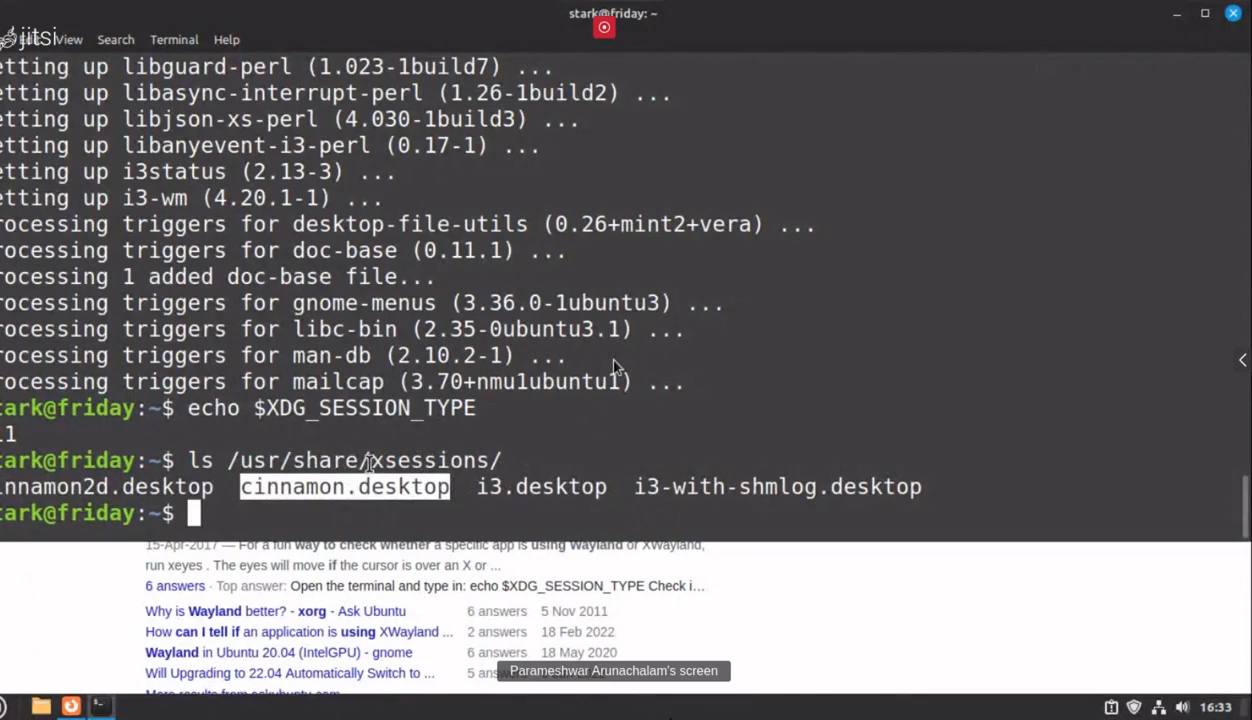 stark@friday: ~
jitsi
View Search Terminal Help
etting up libguard-perl (1.023-1build7) ...
etting up libasync-interrupt-perl (1.26-1build2) ...
etting up libjson-xs-perl (4.030-1build3) ...
etting up libanyevent-i3-perl (0.17-1) ...
etting up i3status (2.13-3) ...
etting up i3-wm (4.20.1-1) ...
rocessing triggers for desktop-file-utils (0.26+mint2+vera) ...
rocessing triggers for doc-base (0.11.1) ...
rocessing 1 added doc-base file...
rocessing triggers for gnome-menus (3.36.0-1ubuntu3) ...
rocessing triggers for libc-bin (2.35-0ubuntu3.1) ...
rocessing triggers for man-db (2.10.2-1) ...
rocessing triggers for mailcap (3.70+nmu1ubuntu1) ...
tark@friday:~$ echo $XDG_SESSION_TYPE
11
tark@friday:~$ ls /usr/share/xsessions/
innamon2d.desktop cinnamon.desktop i3.desktop i3-with-shmlog.desktop
tark@friday:~$
15-Apr-2017 — For a fun way to check whether a specific app is using Wayland or XWayland,
run xeyes . The eyes will move if the cursor is over an X or ...
6 answers · Top answer: Open the terminal and type in: echo $XDG_SESSION_TYPE Check i...
Why is Wayland better? - xorg - Ask Ubuntu 6 answers 5 Nov 2011
How can I tell if an application is using XWayland ... 2 answers 18 Feb 2022
Wayland in Ubuntu 20.04 (IntelGPU) - gnome 6 answers 18 May 2020
Will Upgrading to 22.04 Automatically Switch to ... 5 ans
Parameshwar Arunachalam's screen
More results from askubuntu.com
16:33